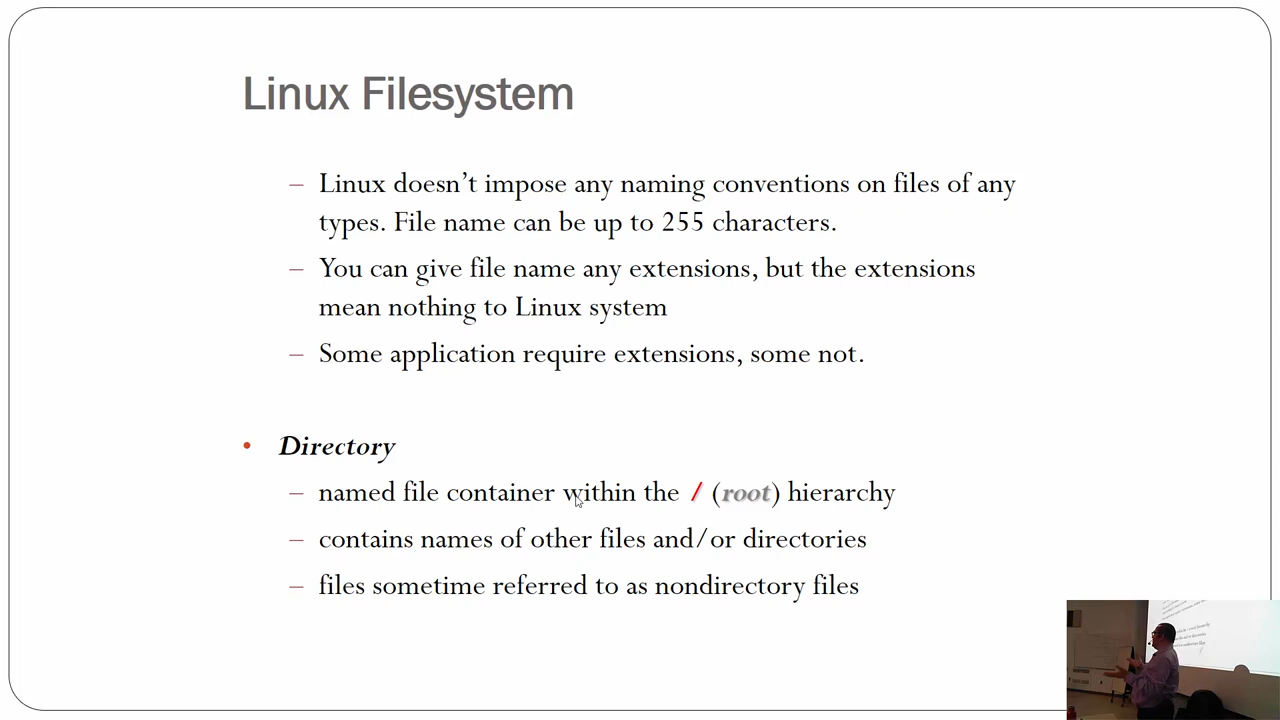 Linux Filesystem
– Linux doesn't impose any naming conventions on files of any
types. File name can be up to 255 characters.
– You can give file name any extensions, but the extensions
mean nothing to Linux system
– Some application require extensions, some not.
• Directory
– named file container within the / (root) hierarchy
– contains names of other files and/or directories
– files sometime referred to as nondirectory files